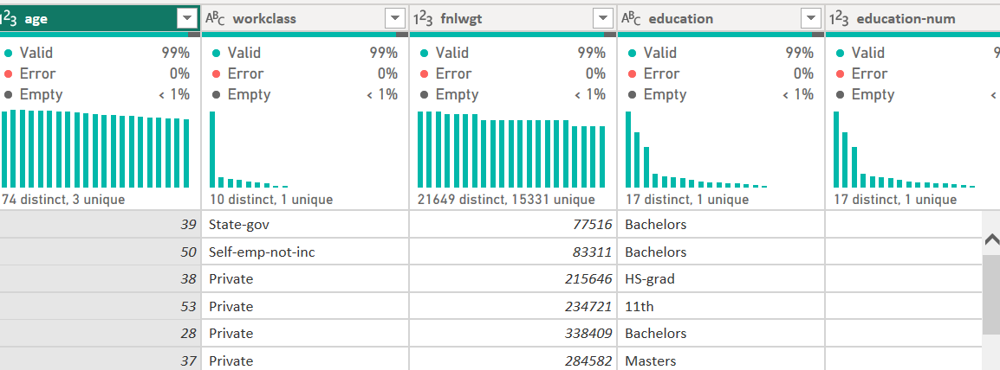 123 age ABC workclass 123 fnlwgt ABC education 123 education-num
Valid 99% Valid 99% Valid 99% Valid 99% Valid
Error 0% Error 0% Error 0% Error 0% Error
Empty < 1% Empty < 1% Empty < 1% Empty < 1% Empty <
74 distinct, 3 unique 10 distinct, 1 unique 21649 distinct, 15331 unique 17 distinct, 1 unique 17 distinct, 1 unique
39 State-gov 77516 Bachelors
50 Self-emp-not-inc 83311 Bachelors
38 Private 215646 HS-grad
53 Private 234721 11th
28 Private 338409 Bachelors
37 Private 284582 Masters